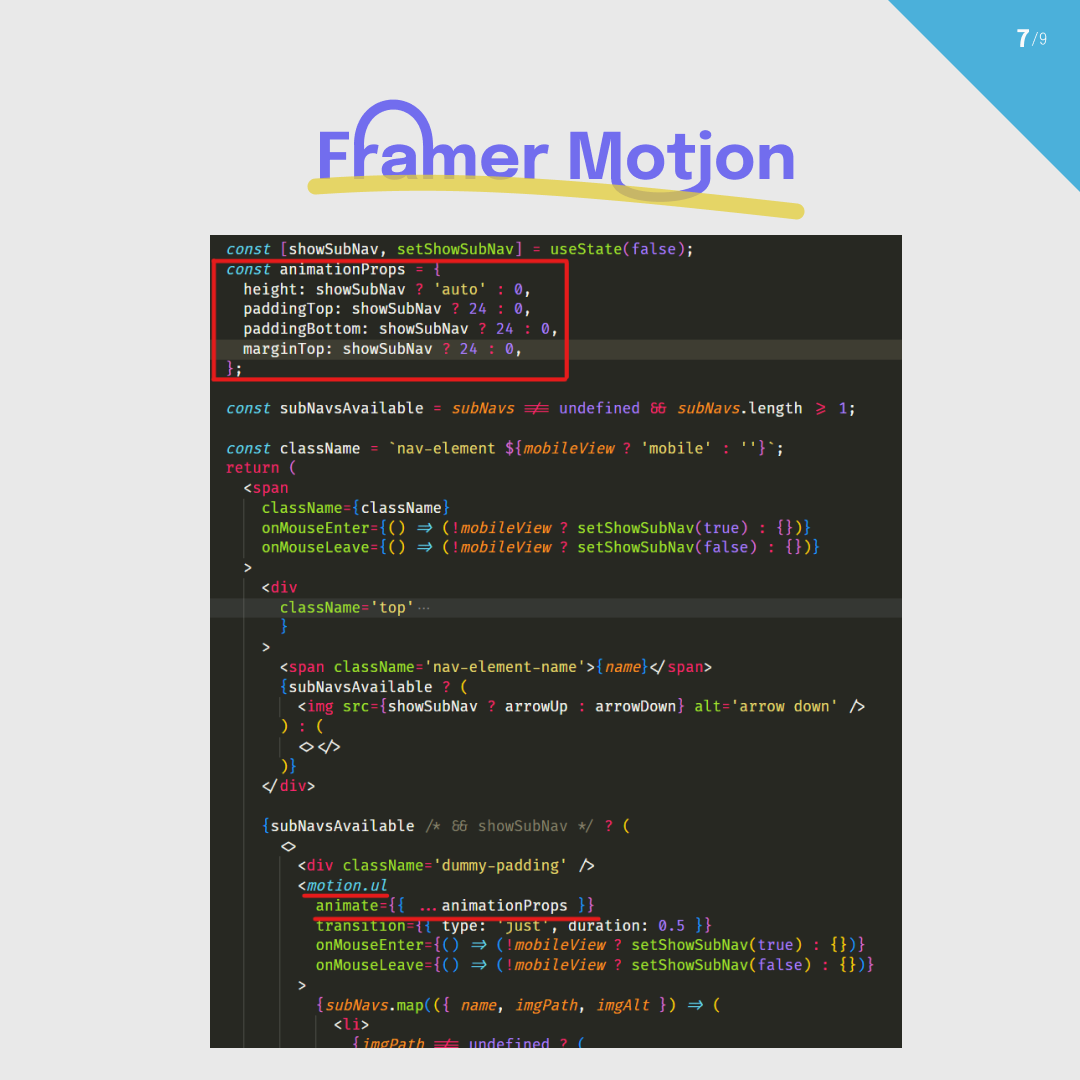 7/9
Framer Motion
const [showSubNav, setShowSubNav] = useState(false);
const animationProps = {
height: showSubNav ? 'auto' : 0,
paddingTop: showSubNav ? 24 : 0,
paddingBottom: showSubNav ? 24 : 0,
marginTop: showSubNav ? 24 : 0,
};
const subNavsAvailable = subNavs !== undefined && subNavs.length >= 1;
const className = `nav-element ${mobileView ? 'mobile' : ''}`;
return (
<span
className={className}
onMouseEnter={() => (!mobileView ? setShowSubNav(true) : {})}
onMouseLeave={() => (!mobileView ? setShowSubNav(false) : {})}
>
<div
className='top' ...
}
>
<span className='nav-element-name'>{name}</span>
{subNavsAvailable ? (
<img src={showSubNav ? arrowUp : arrowDown} alt='arrow down' />
) : (
<></>
)}
</div>
{subNavsAvailable /* && showSubNav */ ? (
<>
<div className='dummy-padding' />
<motion.ul
animate={{ ...animationProps }}
transition={{ type: 'just', duration: 0.5 }}
onMouseEnter={() => (!mobileView ? setShowSubNav(true) : {})}
onMouseLeave={() => (!mobileView ? setShowSubNav(false) : {})}
>
{subNavs.map(({ name, imgPath, imgAlt }) => (
<li>
{imgPath !== undefined ? (